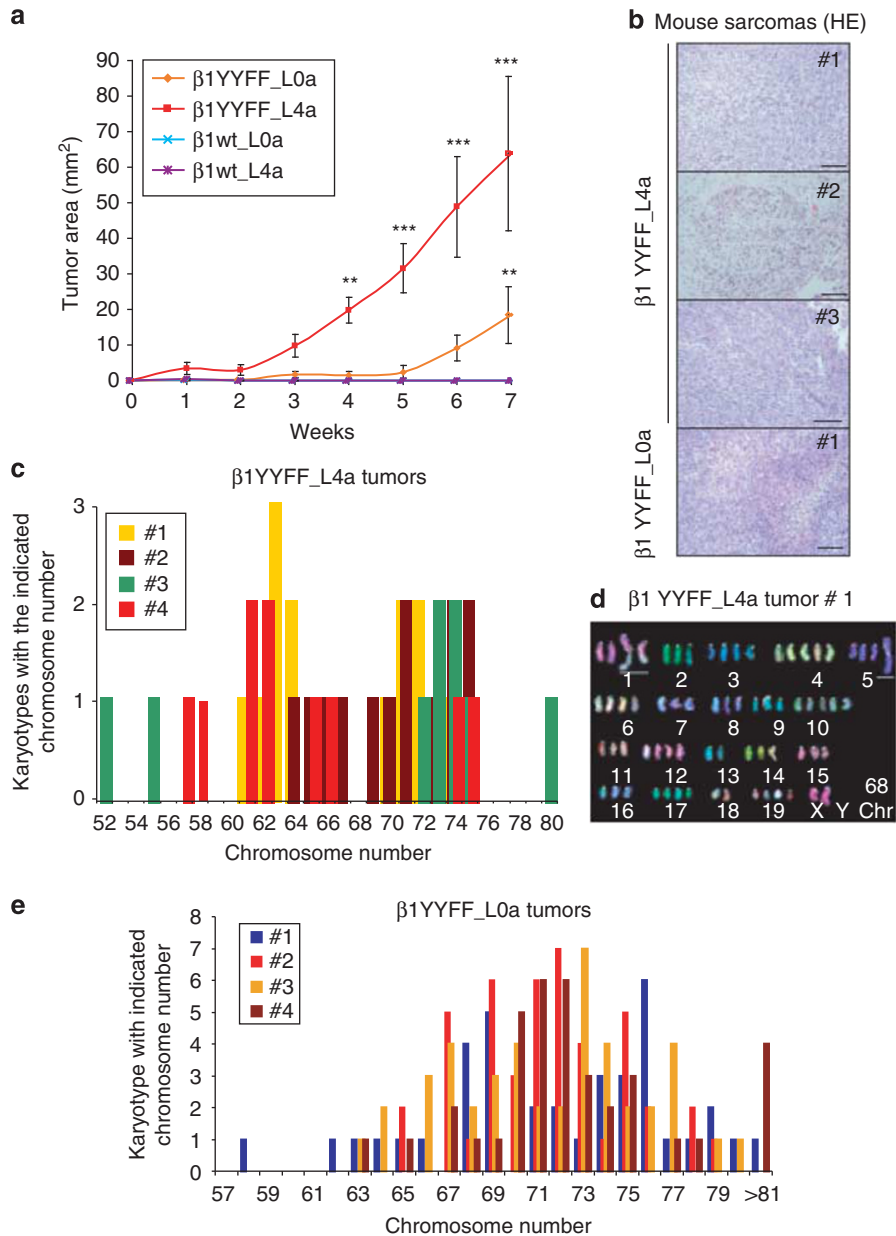 a
Tumor area (mm²)
90
80
70
60
50
40
30
20
10
0
β1YYFF_L0a
β1YYFF_L4a
β1wt_L0a
β1wt_L4a
** *** *** *** **
0 1 2 3 4 5 6 7
Weeks
b Mouse sarcomas (HE)
β1 YYFF_L4a
#1
#2
#3
β1 YYFF_L0a
#1
c
β1YYFF_L4a tumors
Karyotypes with the indicated
chromosome number
3
2
1
0
#1
#2
#3
#4
52 54 56 58 60 62 64 66 68 70 72 74 76 78 80
Chromosome number
d β1 YYFF_L4a tumor # 1
1 2 3 4 5
6 7 8 9 10
11 12 13 14 15
68
16 17 18 19 X Y Chr
e
β1YYFF_L0a tumors
Karyotype with indicated
chromosome number
8
7
6
5
4
3
2
1
0
#1
#2
#3
#4
57 59 61 63 65 67 69 71 73 75 77 79 >81
Chromosome number